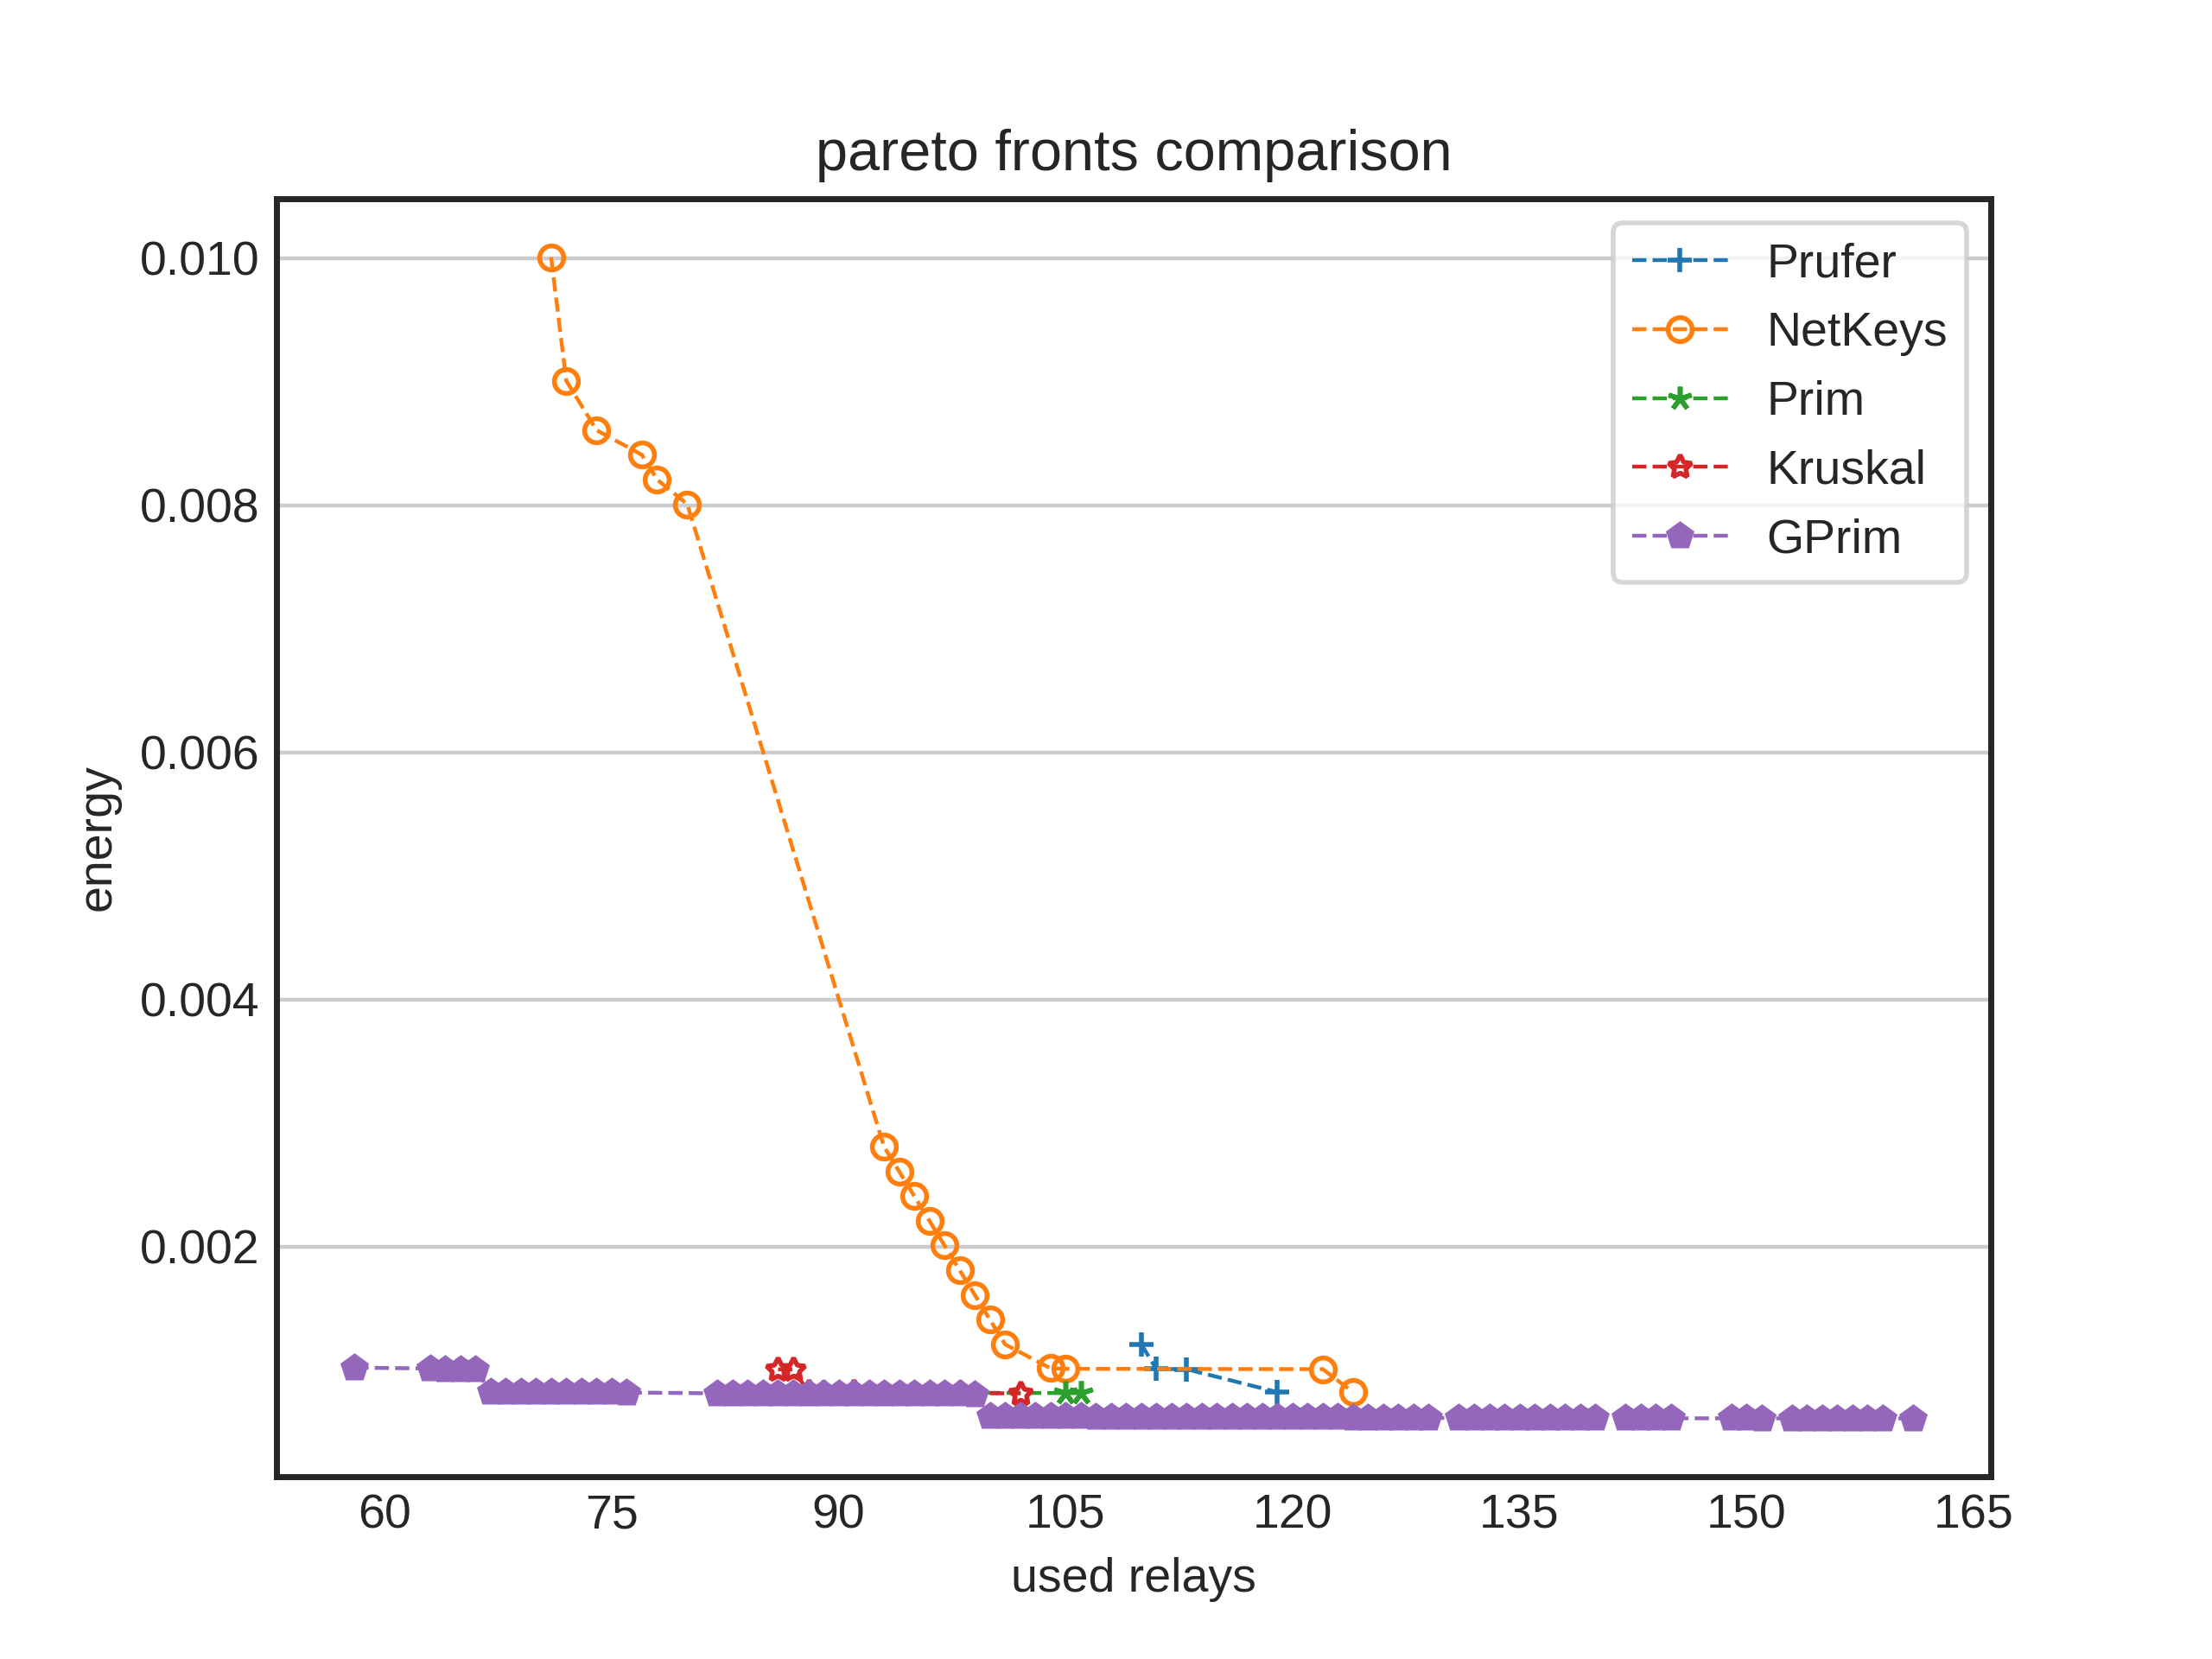 pareto fronts comparison
0.010
0.008
0.006
0.004
0.002
energy
Prufer
NetKeys
Prim
Kruskal
GPrim
60 75 90 105 120 135 150 165
used relays